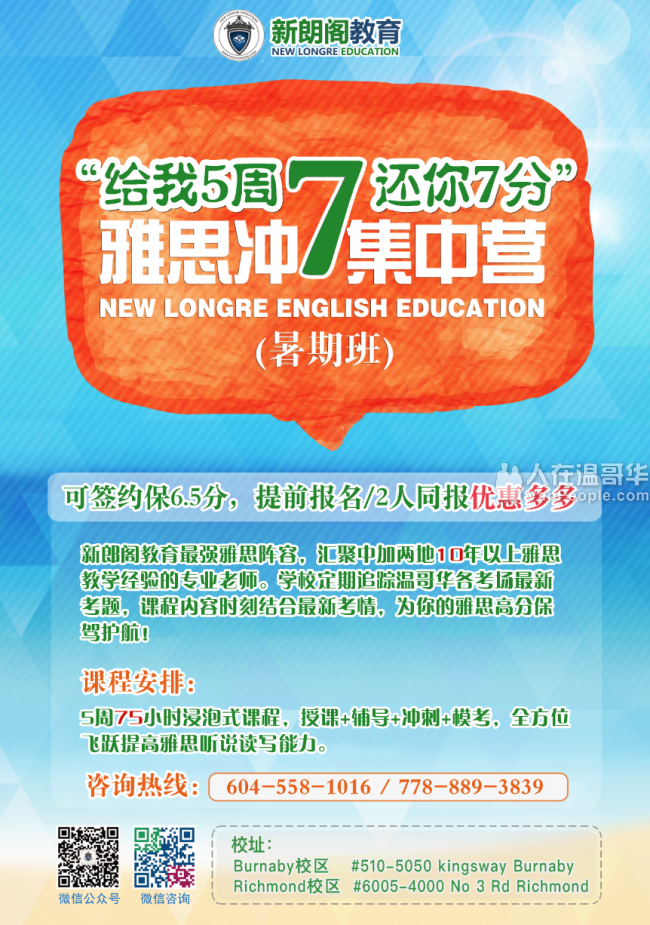 新朗阁教育
NEW LONGRE EDUCATION
“给我5周 7 还你7分”
雅思冲7集中营
NEW LONGRE ENGLISH EDUCATION
(暑期班)
人在温哥华
可签约保6.5分，提前报名/2人同报优惠多多
新郎阁教育最强雅思阵容，汇聚中加两地10年以上雅思
教学经验的专业老师。学校定期追踪温哥华各考场最新
考题，课程内容时刻结合最新考情，为你的雅思高分保
驾护航！
课程安排：
5周75小时浸泡式课程，授课+辅导+冲刺+模考，全方位
飞跃提高雅思听说读写能力。
咨询热线： 604-558-1016 / 778-889-3839
微信公众号 微信咨询
校址：
Burnaby校区 #510-5050 kingsway Burnaby
Richmond校区 #6005-4000 No 3 Rd Richmond